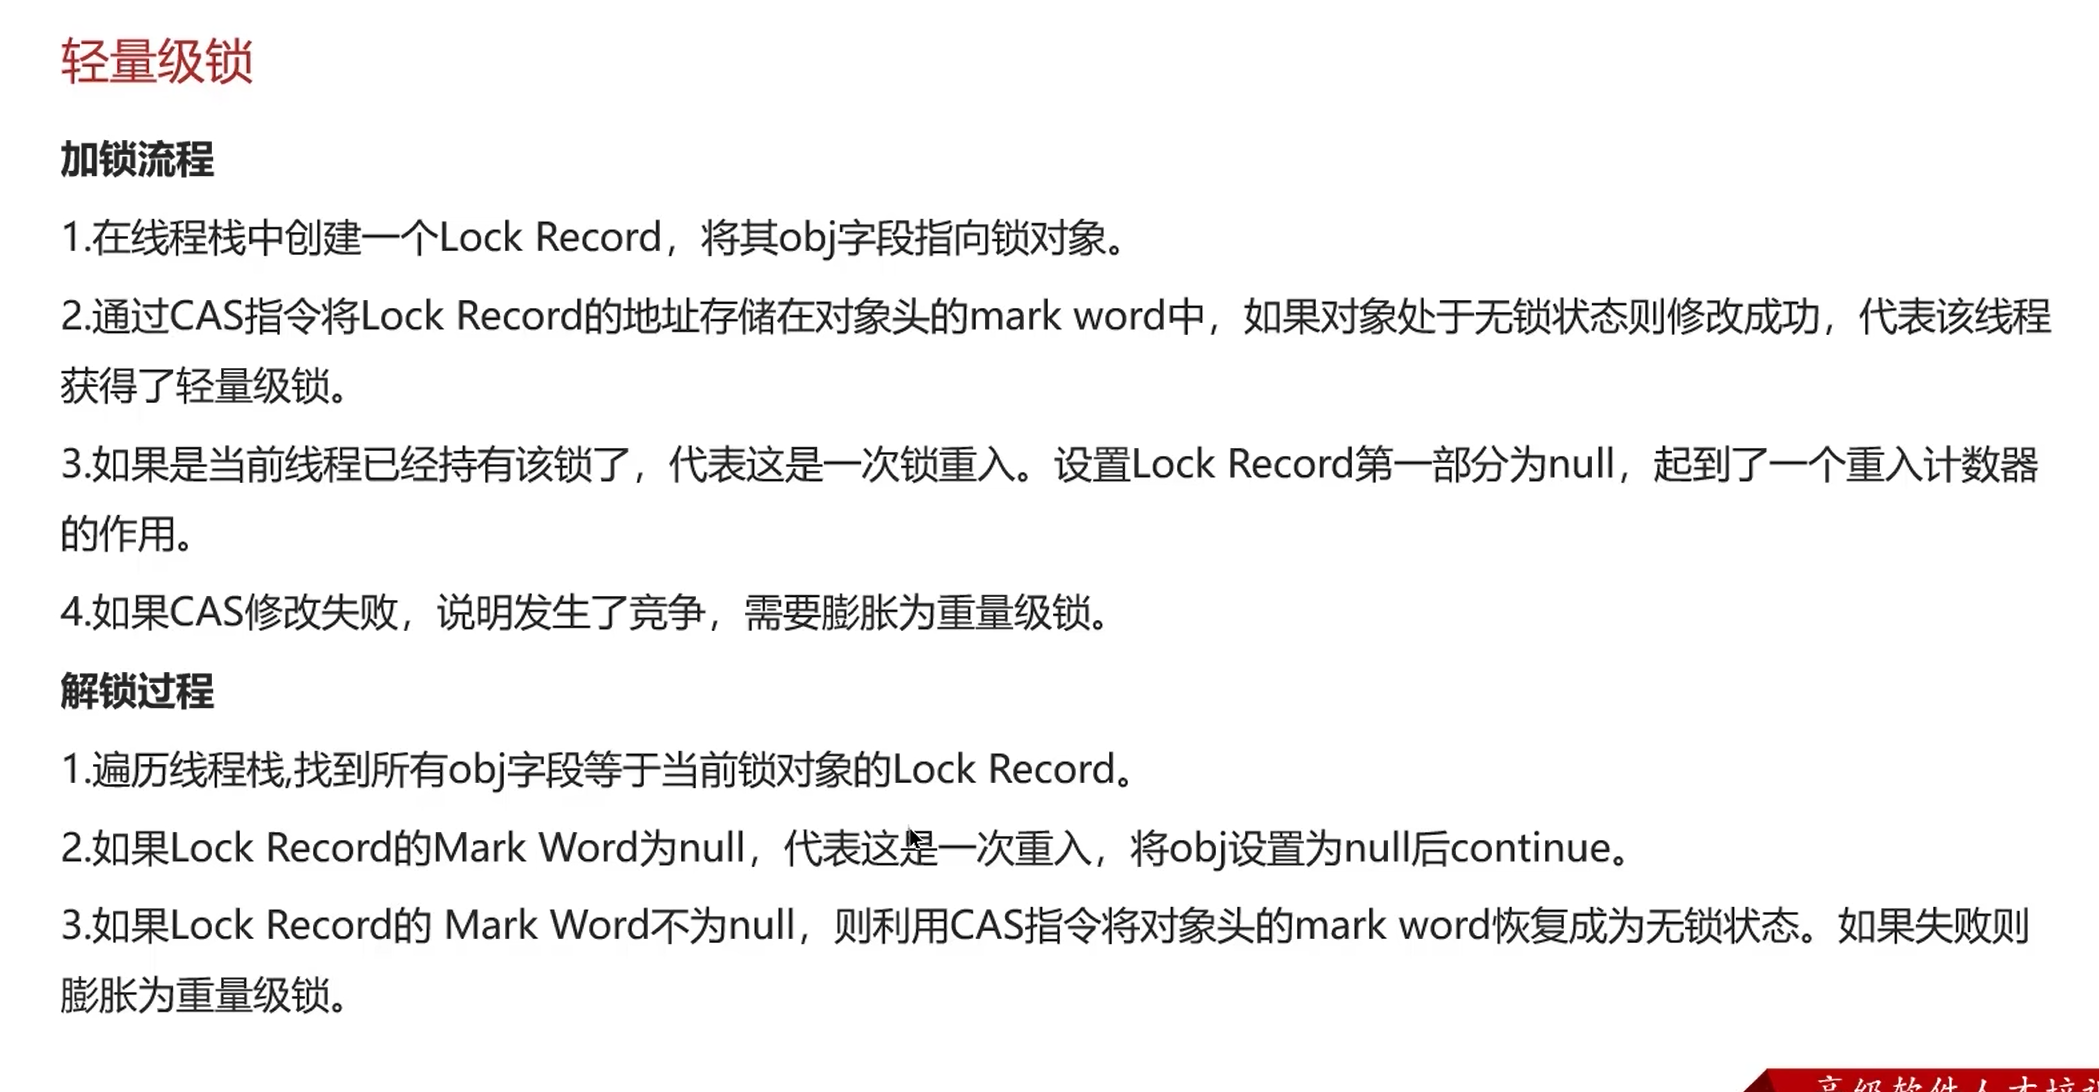 轻量级锁
加锁流程
1.在线程栈中创建一个Lock Record，将其obj字段指向锁对象。
2.通过CAS指令将Lock Record的地址存储在对象头的mark word中，如果对象处于无锁状态则修改成功，代表该线程
获得了轻量级锁。
3.如果是当前线程已经持有该锁了，代表这是一次锁重入。设置Lock Record第一部分为null，起到了一个重入计数器
的作用。
4.如果CAS修改失败，说明发生了竞争，需要膨胀为重量级锁。
解锁过程
1.遍历线程栈,找到所有obj字段等于当前锁对象的Lock Record。
2.如果Lock Record的Mark Word为null，代表这是一次重入，将obj设置为null后continue。
3.如果Lock Record的 Mark Word不为null，则利用CAS指令将对象头的mark word恢复成为无锁状态。如果失败则
膨胀为重量级锁。
高级软件人才培